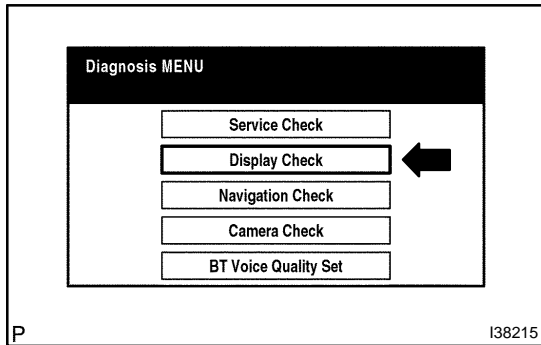 Diagnosis MENU
Service Check
Display Check
Navigation Check
Camera Check
BT Voice Quality Set
P
I38215